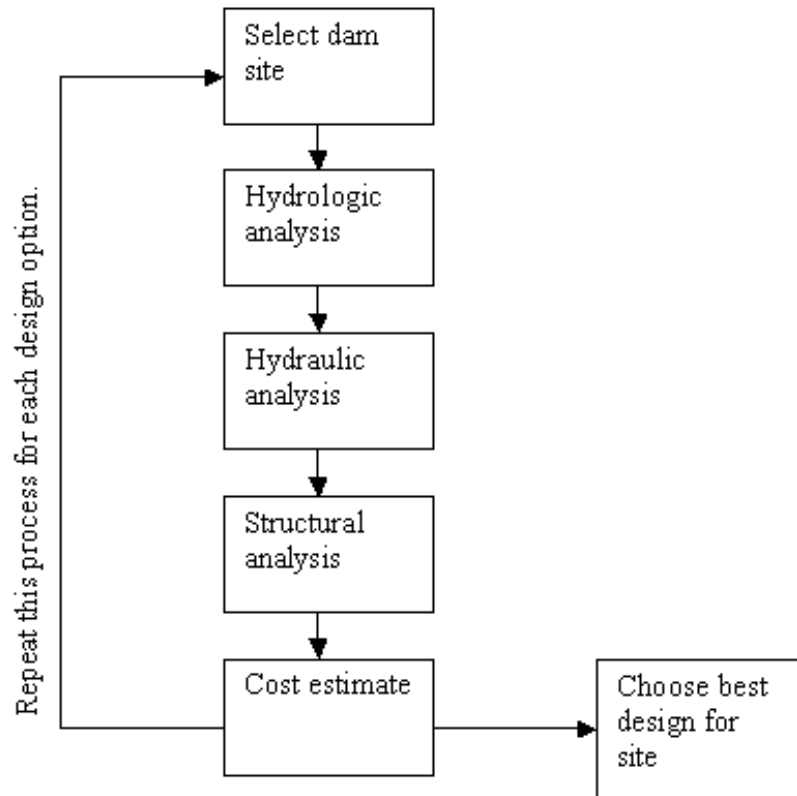 Select dam
site
Hydrologic
analysis
Hydraulic
analysis
Structural
analysis
Cost estimate
Choose best
design for
site
Repeat this process for each design option.